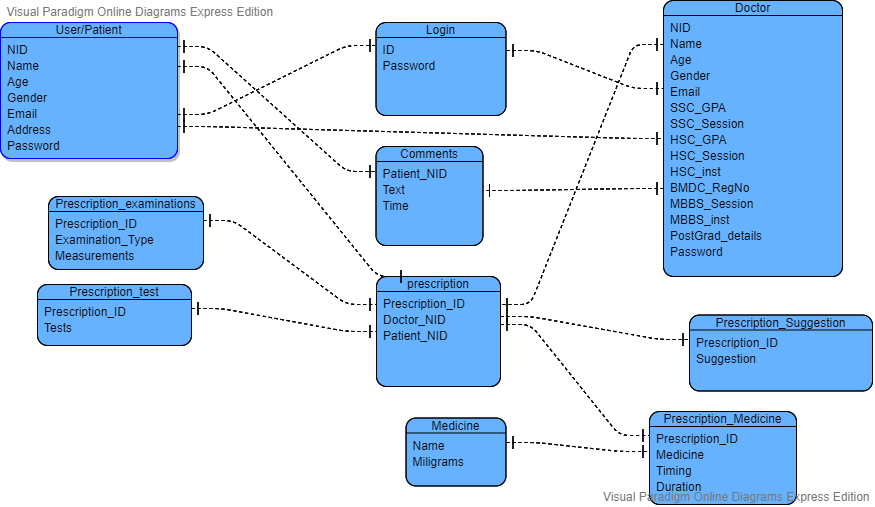 Visual Paradigm Online Diagrams Express Edition
User/Patient
NID
Name
Age
Gender
Email
Address
Password
Login
ID
Password
Doctor
NID
Name
Age
Gender
Email
SSC_GPA
SSC_Session
HSC_GPA
HSC_Session
HSC_inst
BMDC_RegNo
MBBS_Session
MBBS_inst
PostGrad_details
Password
Comments
Patient_NID
Text
Time
Prescription_examinations
Prescription_ID
Examination_Type
Measurements
Prescription_test
Prescription_ID
Tests
prescription
Prescription_ID
Doctor_NID
Patient_NID
Prescription_Suggestion
Prescription_ID
Suggestion
Medicine
Name
Miligrams
Prescription_Medicine
Prescription_ID
Medicine
Timing
Duration
Visual Paradigm Online Diagrams Express Edition